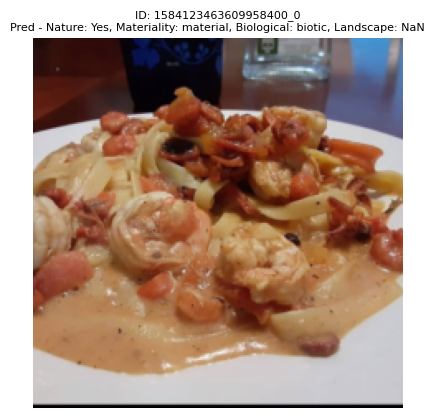 ID: 1584123463609958400_0
Pred - Nature: Yes, Materiality: material, Biological: biotic, Landscape: NaN